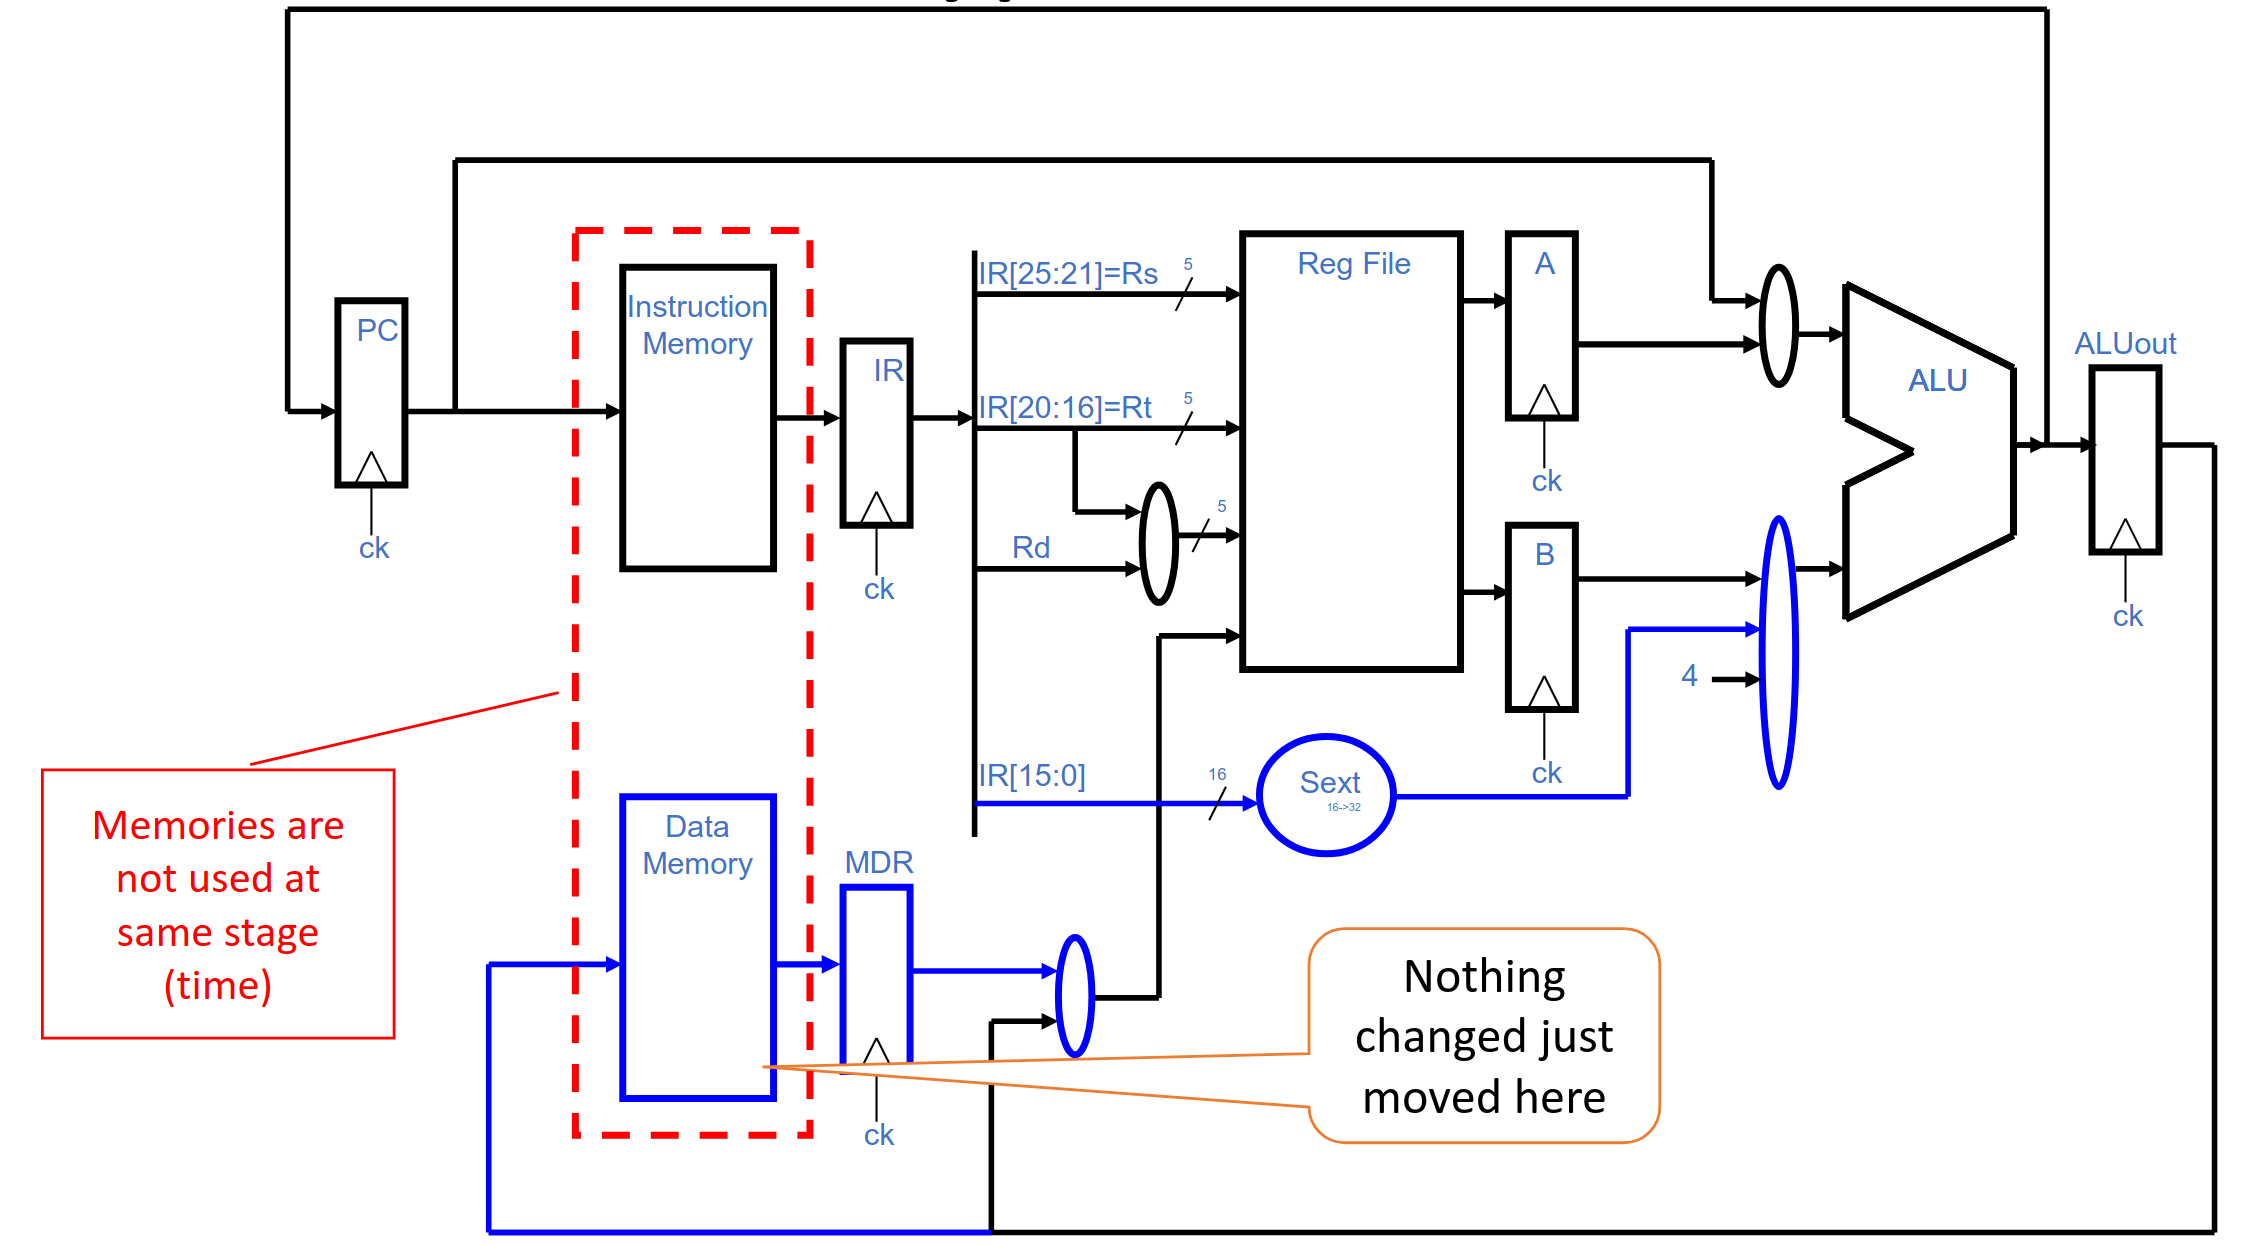 IR[25:21]=Rs
5
Reg File
A
Instruction
Memory
PC
IR
ALUout
ALU
IR[20:16]=Rt
5
ck
5
Rd
B
ck
ck
ck
4
IR[15:0]
16
Sext
16->32
ck
Data
Memory
MDR
Memories are
not used at
same stage
(time)
Nothing
changed just
moved here
ck